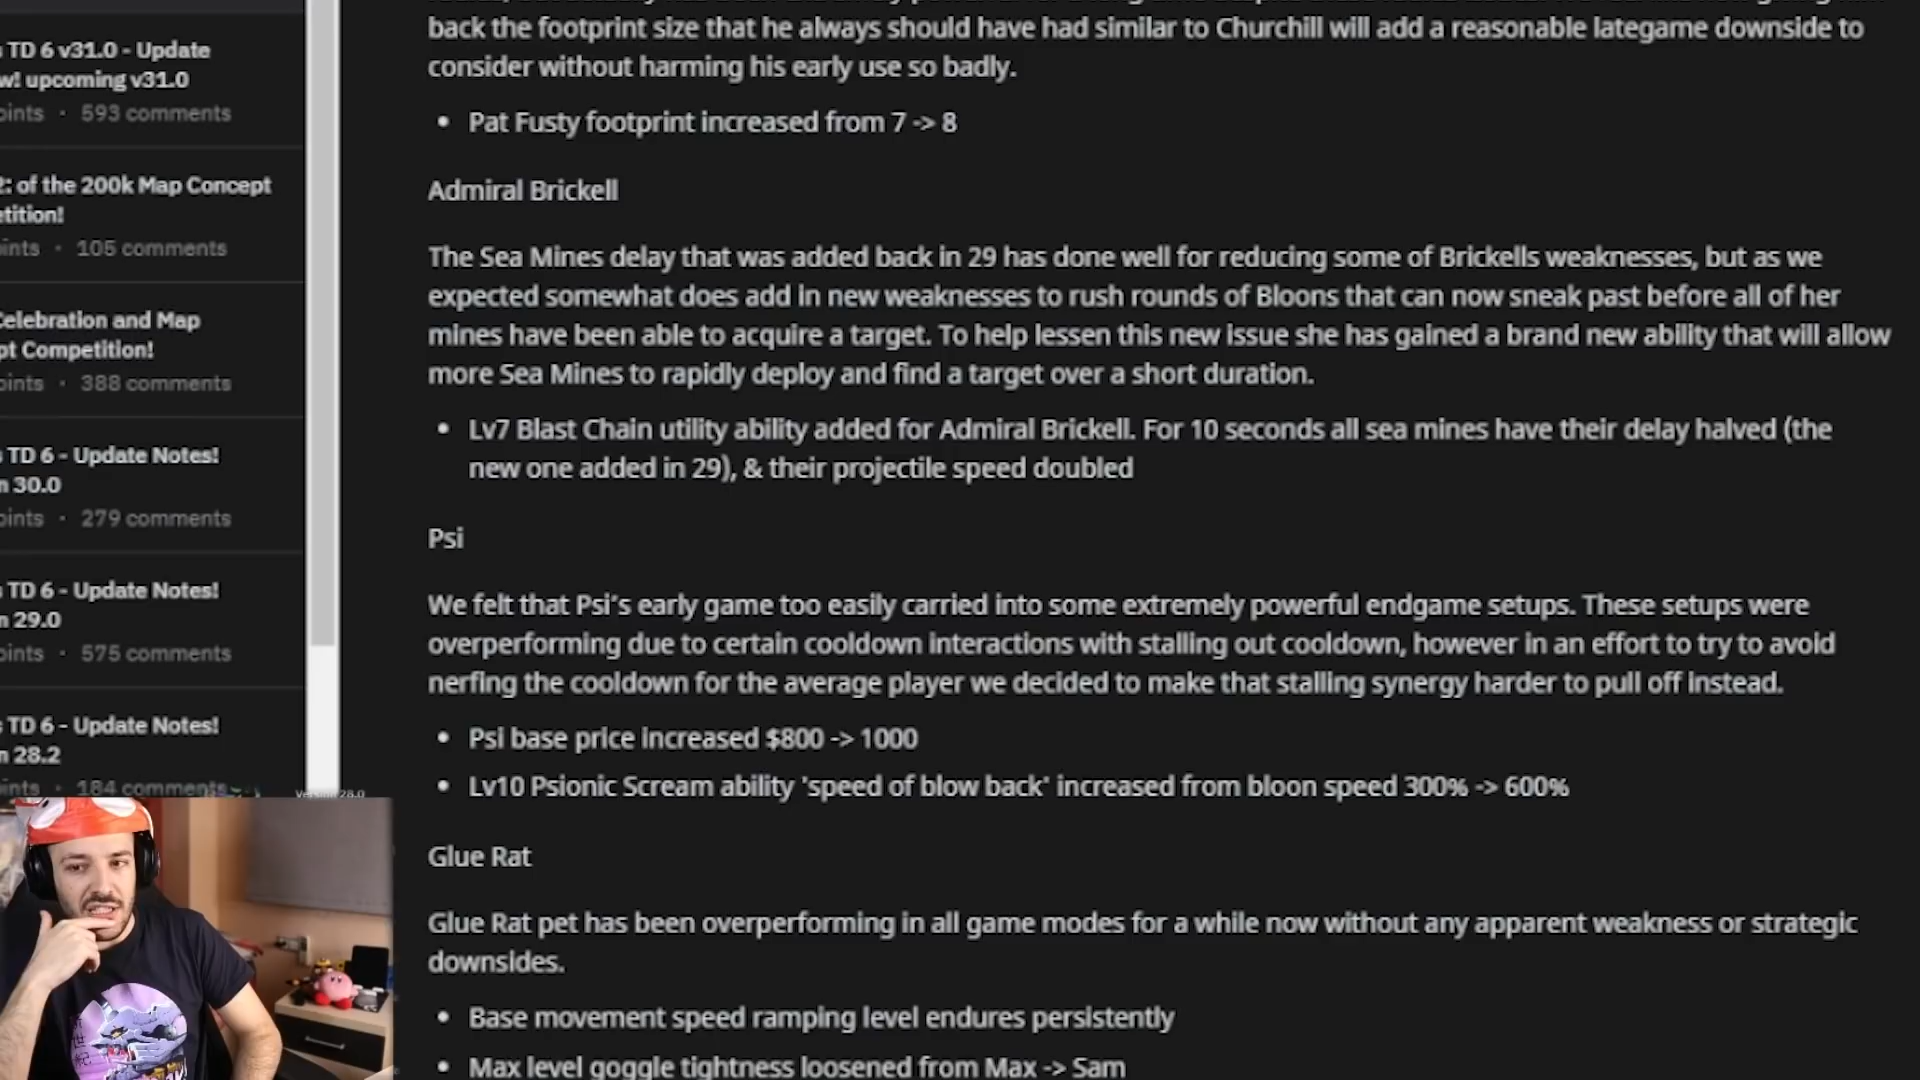 TD 6 v31.0 - Update
w! upcoming v31.0
oints · 593 comments
2: of the 200k Map Concept
etition!
oints · 105 comments
Celebration and Map
pt Competition!
oints · 388 comments
TD 6 - Update Notes!
n 30.0
oints · 279 comments
TD 6 - Update Notes!
n 29.0
oints · 575 comments
TD 6 - Update Notes!
n 28.2
oints · 184 comments
back the footprint size that he always should have had similar to Churchill will add a reasonable lategame downside to
consider without harming his early use so badly.
• Pat Fusty footprint increased from 7 -> 8
Admiral Brickell
The Sea Mines delay that was added back in 29 has done well for reducing some of Brickells weaknesses, but as we
expected somewhat does add in new weaknesses to rush rounds of Bloons that can now sneak past before all of her
mines have been able to acquire a target. To help lessen this new issue she has gained a brand new ability that will allow
more Sea Mines to rapidly deploy and find a target over a short duration.
• Lv7 Blast Chain utility ability added for Admiral Brickell. For 10 seconds all sea mines have their delay halved (the
new one added in 29), & their projectile speed doubled
Psi
We felt that Psi's early game too easily carried into some extremely powerful endgame setups. These setups were
overperforming due to certain cooldown interactions with stalling out cooldown, however in an effort to try to avoid
nerfing the cooldown for the average player we decided to make that stalling synergy harder to pull off instead.
• Psi base price increased $800 -> 1000
• Lv10 Psionic Scream ability 'speed of blow back' increased from bloon speed 300% -> 600%
Glue Rat
Glue Rat pet has been overperforming in all game modes for a while now without any apparent weakness or strategic
downsides.
• Base movement speed ramping level endures persistently
• Max level goggle tightness loosened from Max -> Sam